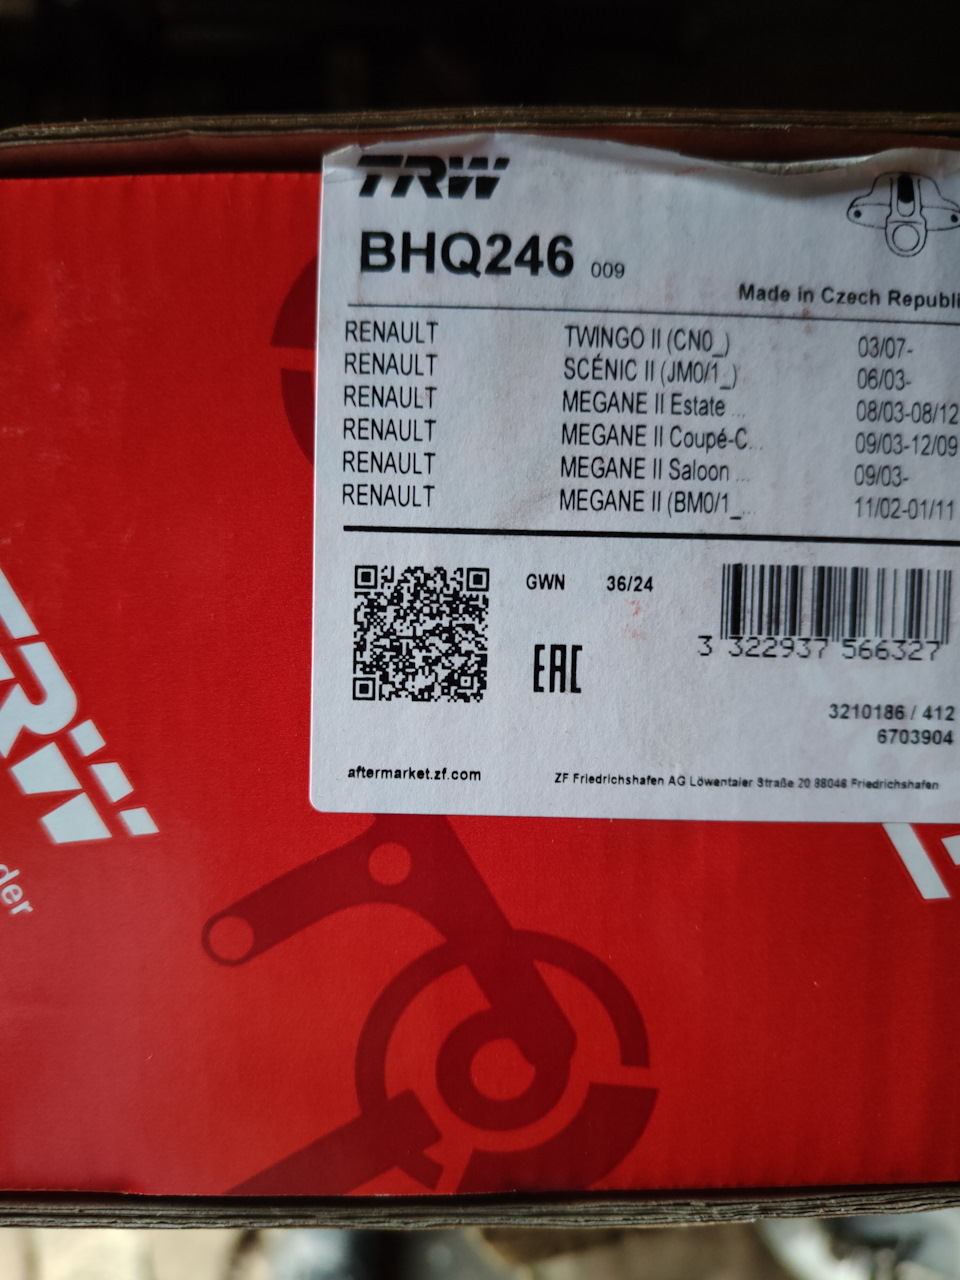 TRW
BHQ246 009
Made in Czech Republi
RENAULT TWINGO II (CN0_) 03/07-
RENAULT SCÉNIC II (JM0/1_) 06/03-
RENAULT MEGANE II Estate ... 08/03-08/12
RENAULT MEGANE II Coupé-C... 09/03-12/09
RENAULT MEGANE II Saloon ... 09/03-
RENAULT MEGANE II (BM0/1_... 11/02-01/11
GWN 36/24
EAC
3 322937 566327
3210186 / 412
6703904
aftermarket.zf.com
ZF Friedrichshafen AG Löwentaler Straße 20 88046 Friedrichshafen
TRW
der